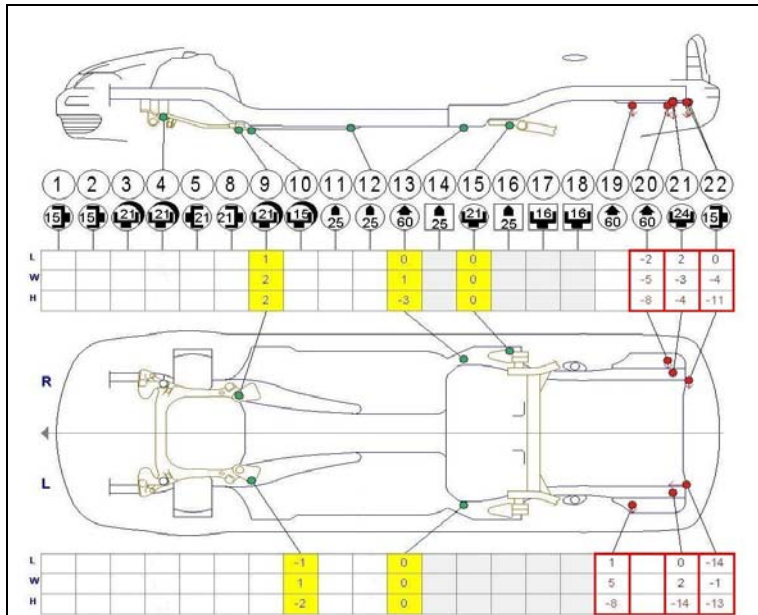 1 2 3 4 5 8 9 10 11 12 13 14 15 16 17 18 19 20 21 22
15 15 21 21 21 21 21 15 25 25 60 25 21 25 16 16 60 60 24 15
L 1 0 0 -2 2 0
W 2 1 0 -5 -3 -4
H 2 -3 0 -8 -4 -11
R
L
L -1 0 1 0 -14
W 1 0 5 2 -1
H -2 0 -8 -14 -13